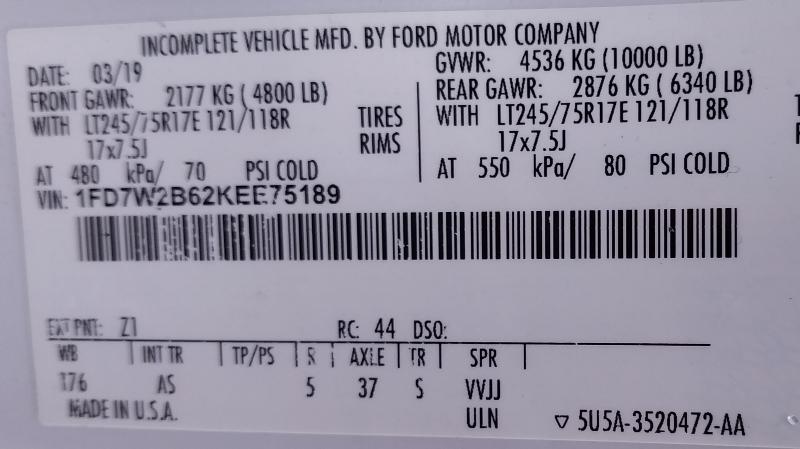 INCOMPLETE VEHICLE MFD. BY FORD MOTOR COMPANY
DATE: 03/19 GVWR: 4536 KG (10000 LB)
FRONT GAWR: 2177 KG ( 4800 LB) REAR GAWR: 2876 KG ( 6340 LB)
WITH LT245/75R17E 121/118R TIRES WITH LT245/75R17E 121/118R
17x7.5J RIMS 17x7.5J
AT 480 kPa/ 70 PSI COLD AT 550 kPa/ 80 PSI COLD
VIN: 1FD7W2B62KEE75189
EXT PNT: Z1 RC: 44 DSO:
WB INT TR TP/PS R AXLE TR SPR
176 AS 5 37 S VVJJ
MADE IN U.S.A. ULN ▽ 5U5A-3520472-AA